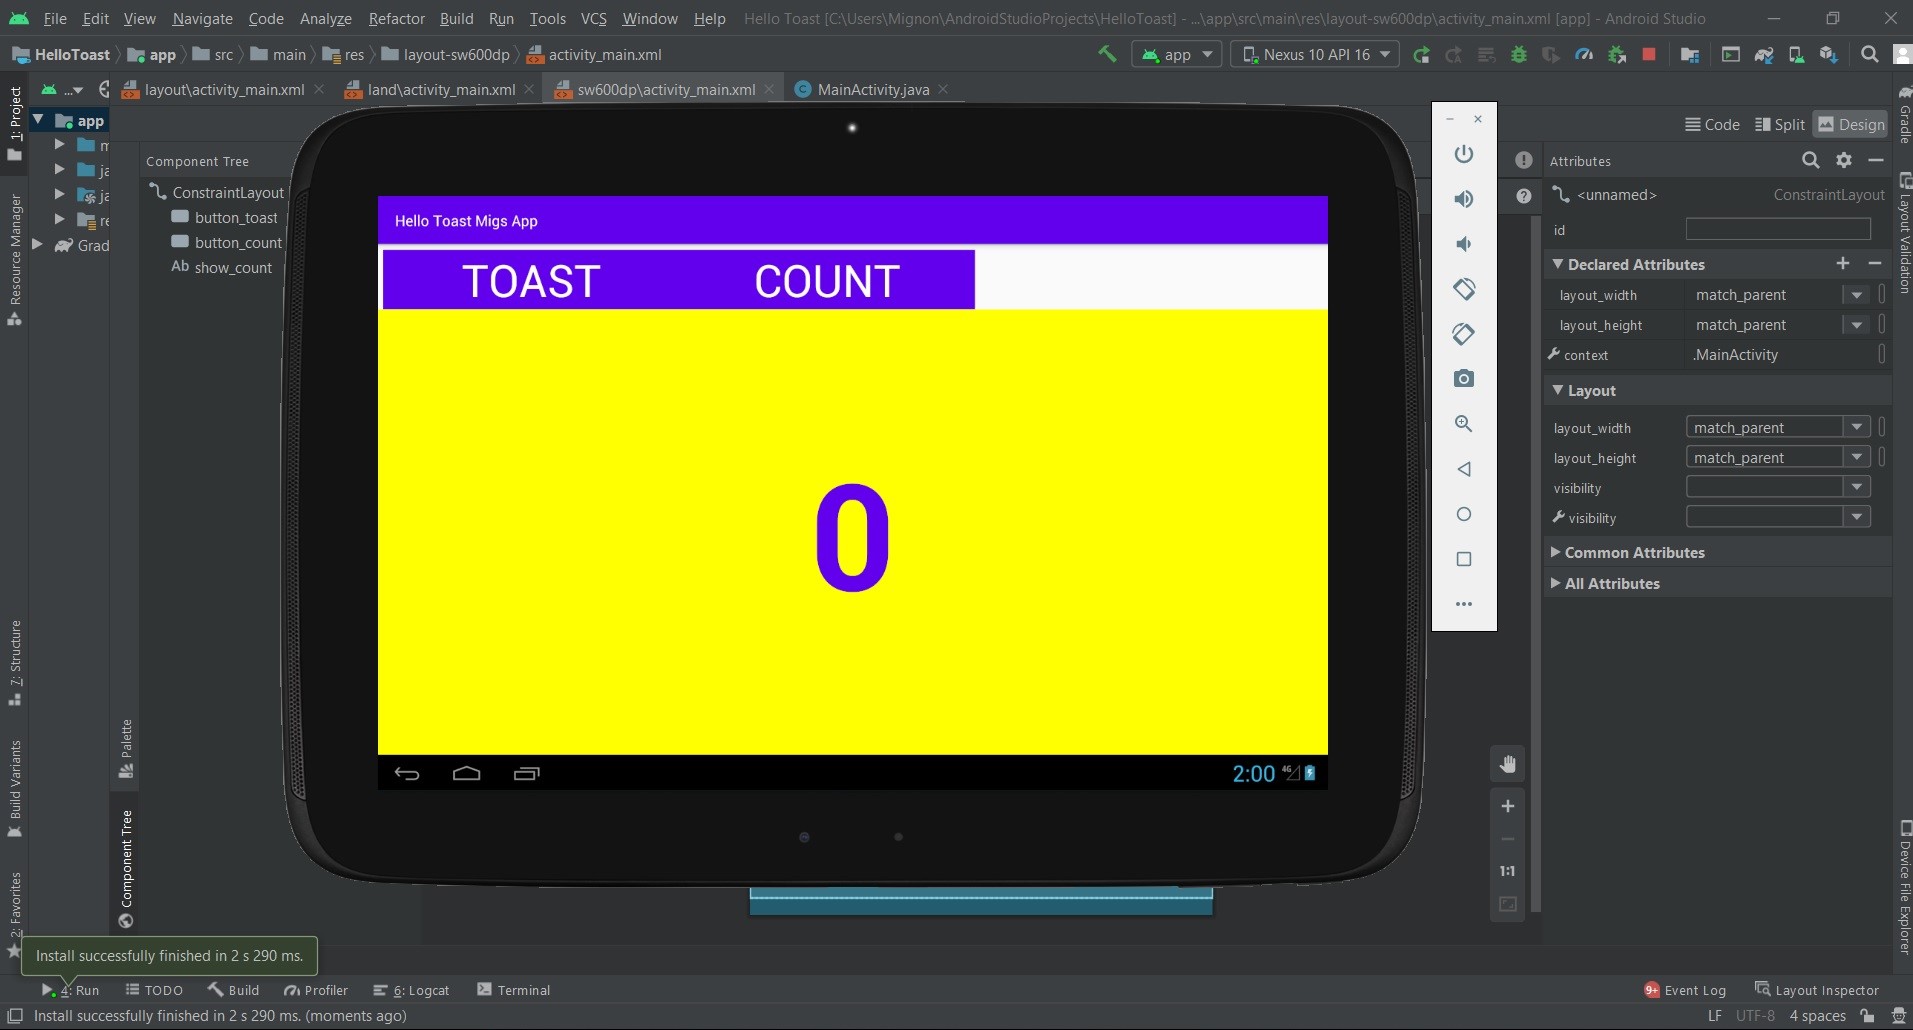 File Edit View Navigate Code Analyze Refactor Build Run Tools VCS Window Help Hello Toast [C:\Users\Mignon\AndroidStudioProjects\HelloToast] - ...\app\src\main\res\layout-sw600dp\activity_main.xml [app] - Android Studio
HelloToast app src main res layout-sw600dp activity_main.xml app Nexus 10 API 16
... layout\activity_main.xml land\activity_main.xml sw600dp\activity_main.xml MainActivity.java
1: Project
Resource Manager
7: Structure
Build Variants
2: Favorites
app
m
ja
ja
re
Grad
Palette
Component Tree
Component Tree
ConstraintLayout
button_toast
button_count
Ab show_count
Hello Toast Migs App
TOAST COUNT
0
2:00 4G
Code Split Design
Attributes
<unnamed> ConstraintLayout
id
Declared Attributes
layout_width match_parent
layout_height match_parent
context .MainActivity
Layout
layout_width match_parent
layout_height match_parent
visibility
visibility
Common Attributes
All Attributes
1:1
Gradle
Layout Validation
Device File Explorer
Install successfully finished in 2 s 290 ms.
4: Run TODO Build Profiler 6: Logcat Terminal 9+ Event Log Layout Inspector
Install successfully finished in 2 s 290 ms. (moments ago) LF UTF-8 4 spaces